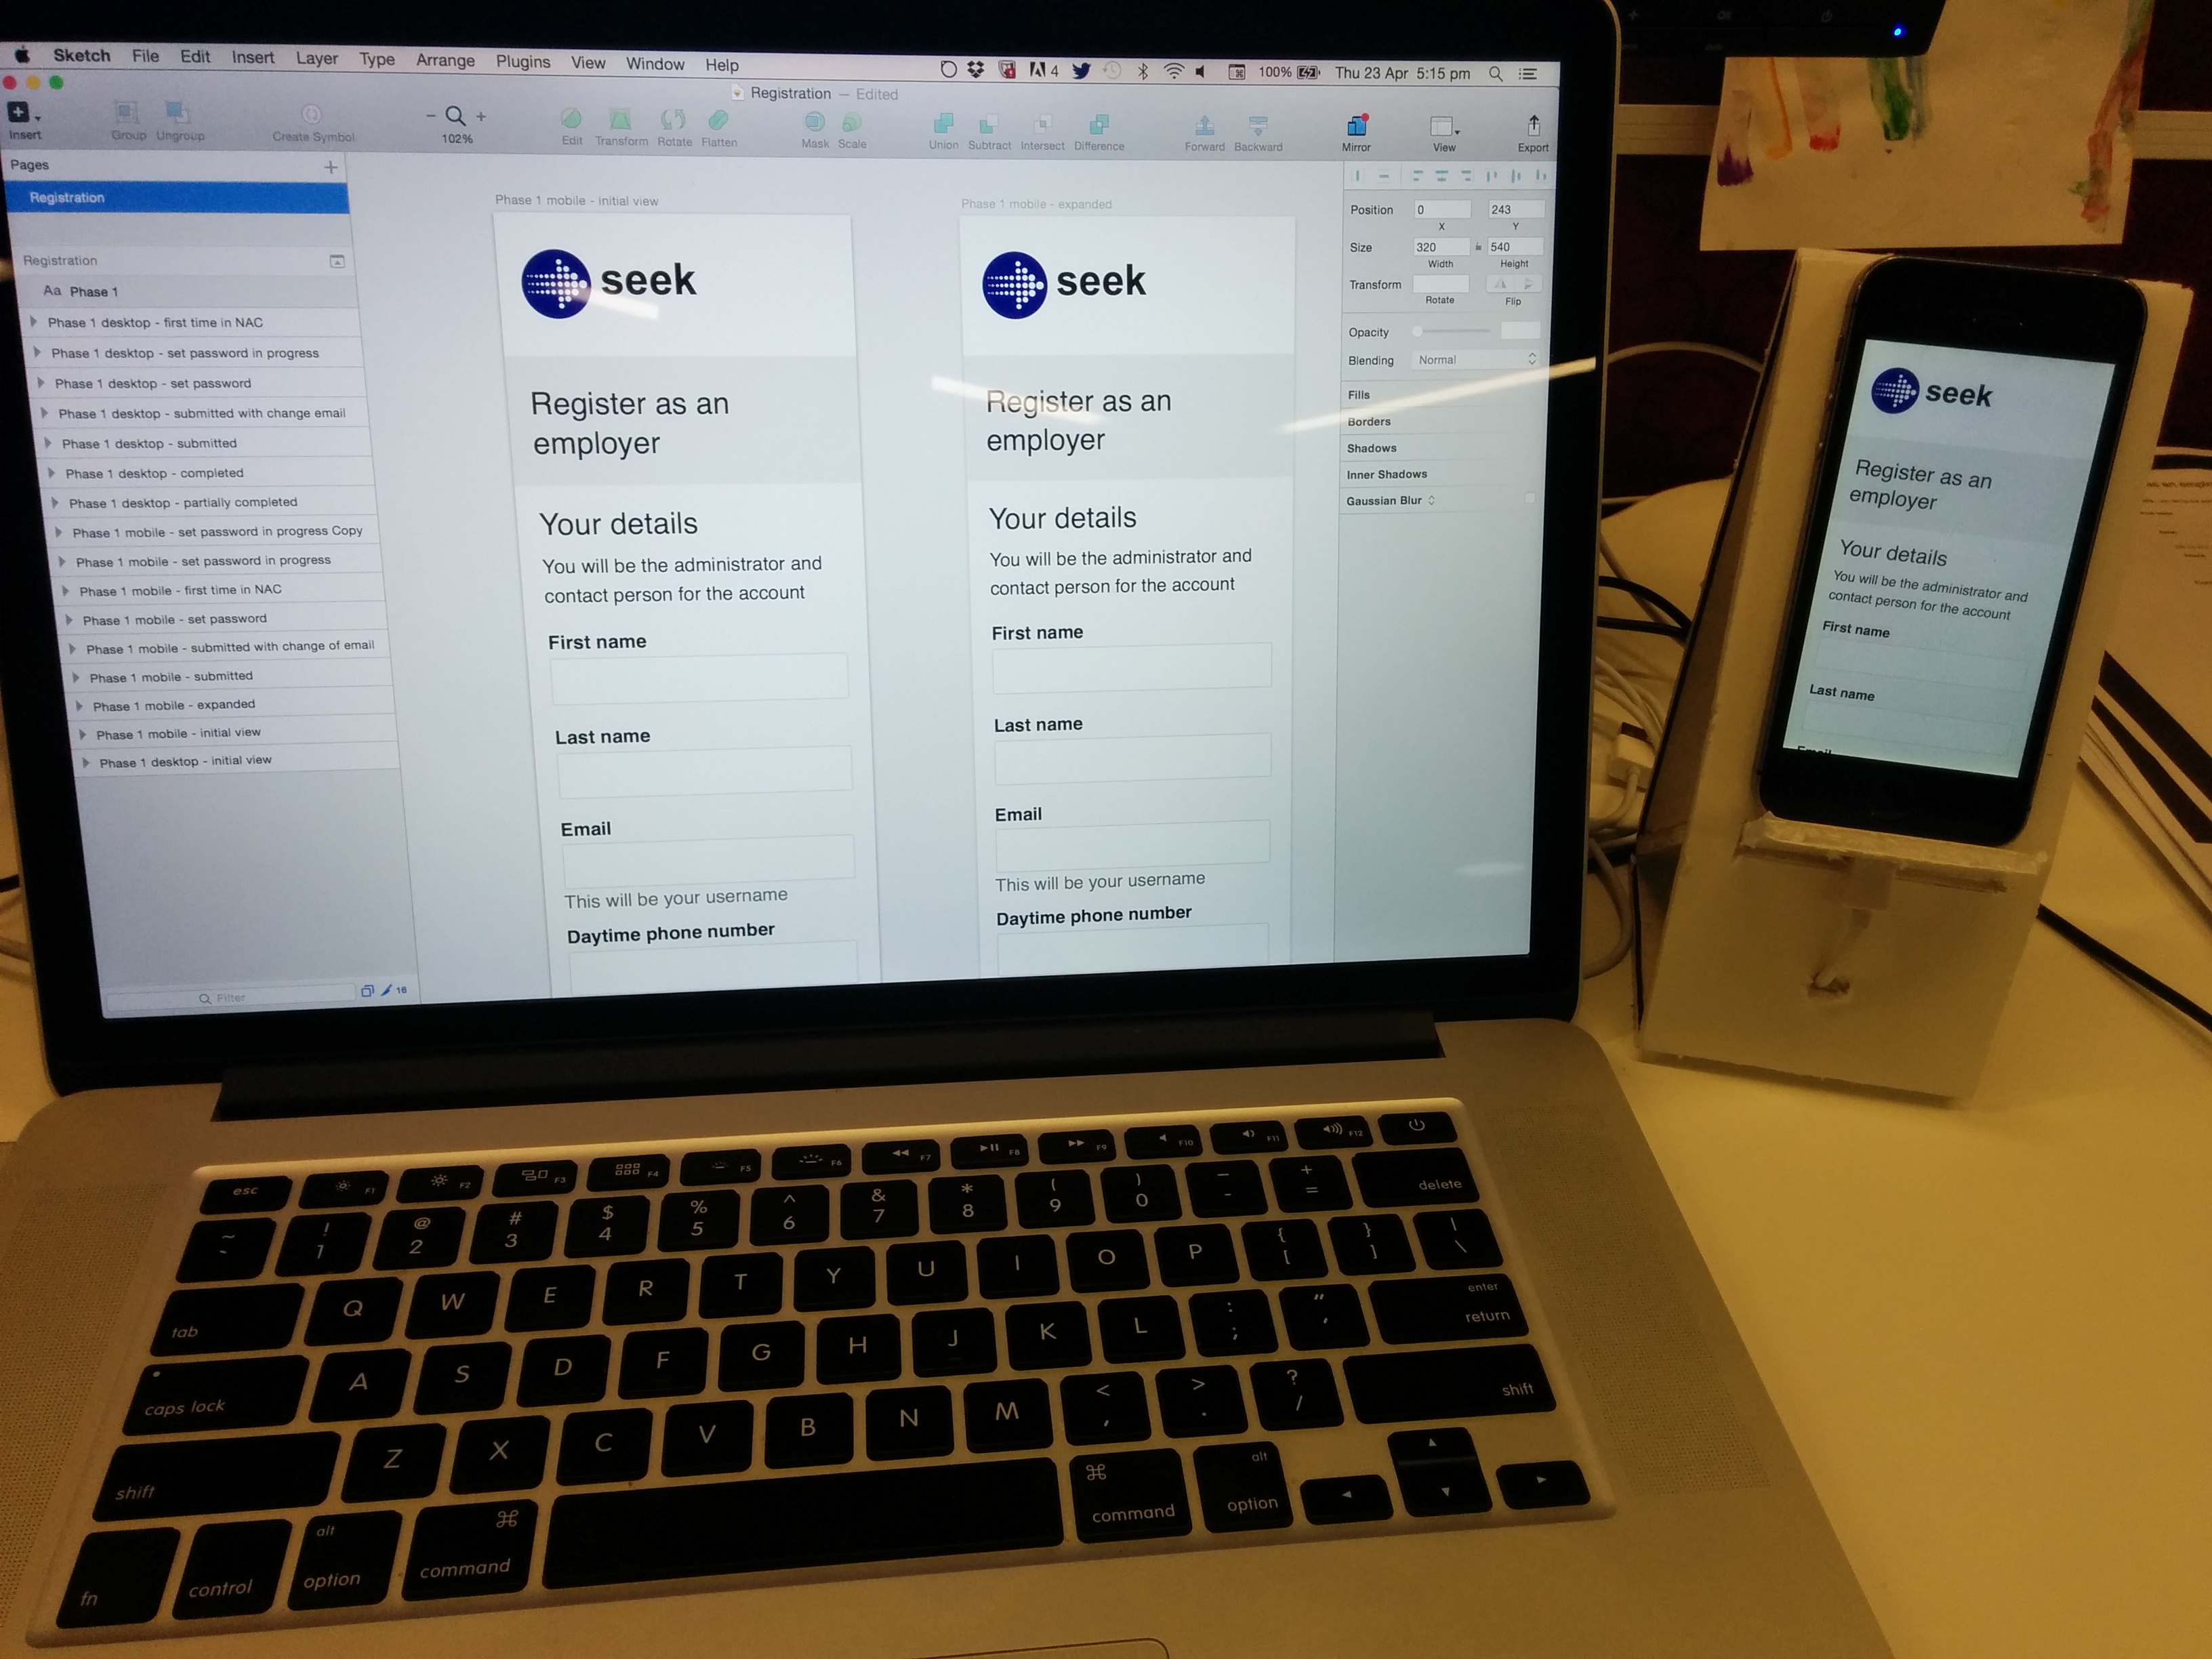 Sketch File Edit Insert Layer Type Arrange Plugins View Window Help
4 100% Thu 23 Apr 5:15 pm
Registration — Edited
Insert Group Ungroup Create Symbol 102% Edit Transform Rotate Flatten Mask Scale Union Subtract Intersect Difference Forward Backward Mirror View Export
Pages
Registration
Registration
Aa Phase 1
Phase 1 desktop - first time in NAC
Phase 1 desktop - set password in progress
Phase 1 desktop - set password
Phase 1 desktop - submitted with change email
Phase 1 desktop - submitted
Phase 1 desktop - completed
Phase 1 desktop - partially completed
Phase 1 mobile - set password in progress Copy
Phase 1 mobile - set password in progress
Phase 1 mobile - first time in NAC
Phase 1 mobile - set password
Phase 1 mobile - submitted with change of email
Phase 1 mobile - submitted
Phase 1 mobile - expanded
Phase 1 mobile - initial view
Phase 1 desktop - initial view
Filter 16
Phase 1 mobile - initial view
seek
Register as an
employer
Your details
You will be the administrator and
contact person for the account
First name
Last name
Email
This will be your username
Daytime phone number
Phase 1 mobile - expanded
seek
Register as an
employer
Your details
You will be the administrator and
contact person for the account
First name
Last name
Email
This will be your username
Daytime phone number
Position 0 243
X Y
Size 320 540
Width Height
Transform
Rotate Flip
Opacity
Blending Normal
Fills
Borders
Shadows
Inner Shadows
Gaussian Blur
seek
Register as an
employer
Your details
You will be the administrator and
contact person for the account
First name
Last name
Email
esc F1 F2 F3 F4 F5 F6 F7 F8 F9 F10 F11 F12
~ ! @ # $ % ^ & * ( ) _ +
` 1 2 3 4 5 6 7 8 9 0 - = delete
tab Q W E R T Y U I O P { [ } ] | \
caps lock A S D F G H J K L : ; " ' enter return
shift Z X C V B N M < , > . ? / shift
fn control alt option ⌘ command ⌘ command alt option